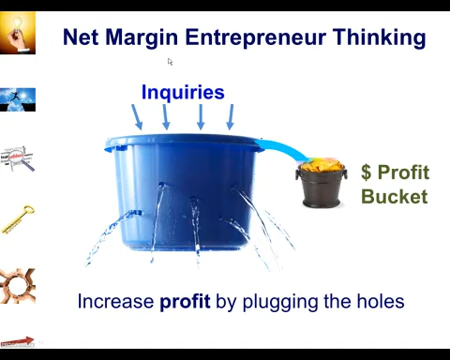 Net Margin Entrepreneur Thinking
Inquiries
$ Profit
Bucket
Increase profit by plugging the holes